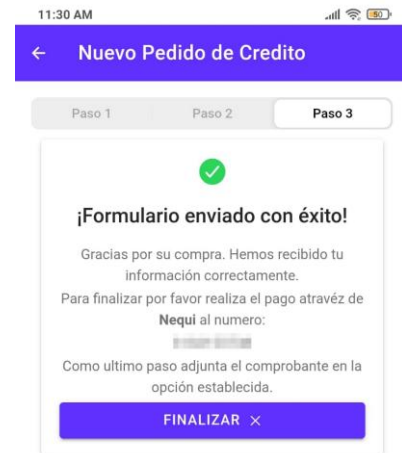 11:30 AM
50
Nuevo Pedido de Credito
Paso 1 Paso 2 Paso 3
¡Formulario enviado con éxito!
Gracias por su compra. Hemos recibido tu
información correctamente.
Para finalizar por favor realiza el pago atravéz de
Nequi al numero:
Como ultimo paso adjunta el comprobante en la
opción establecida.
FINALIZAR ×